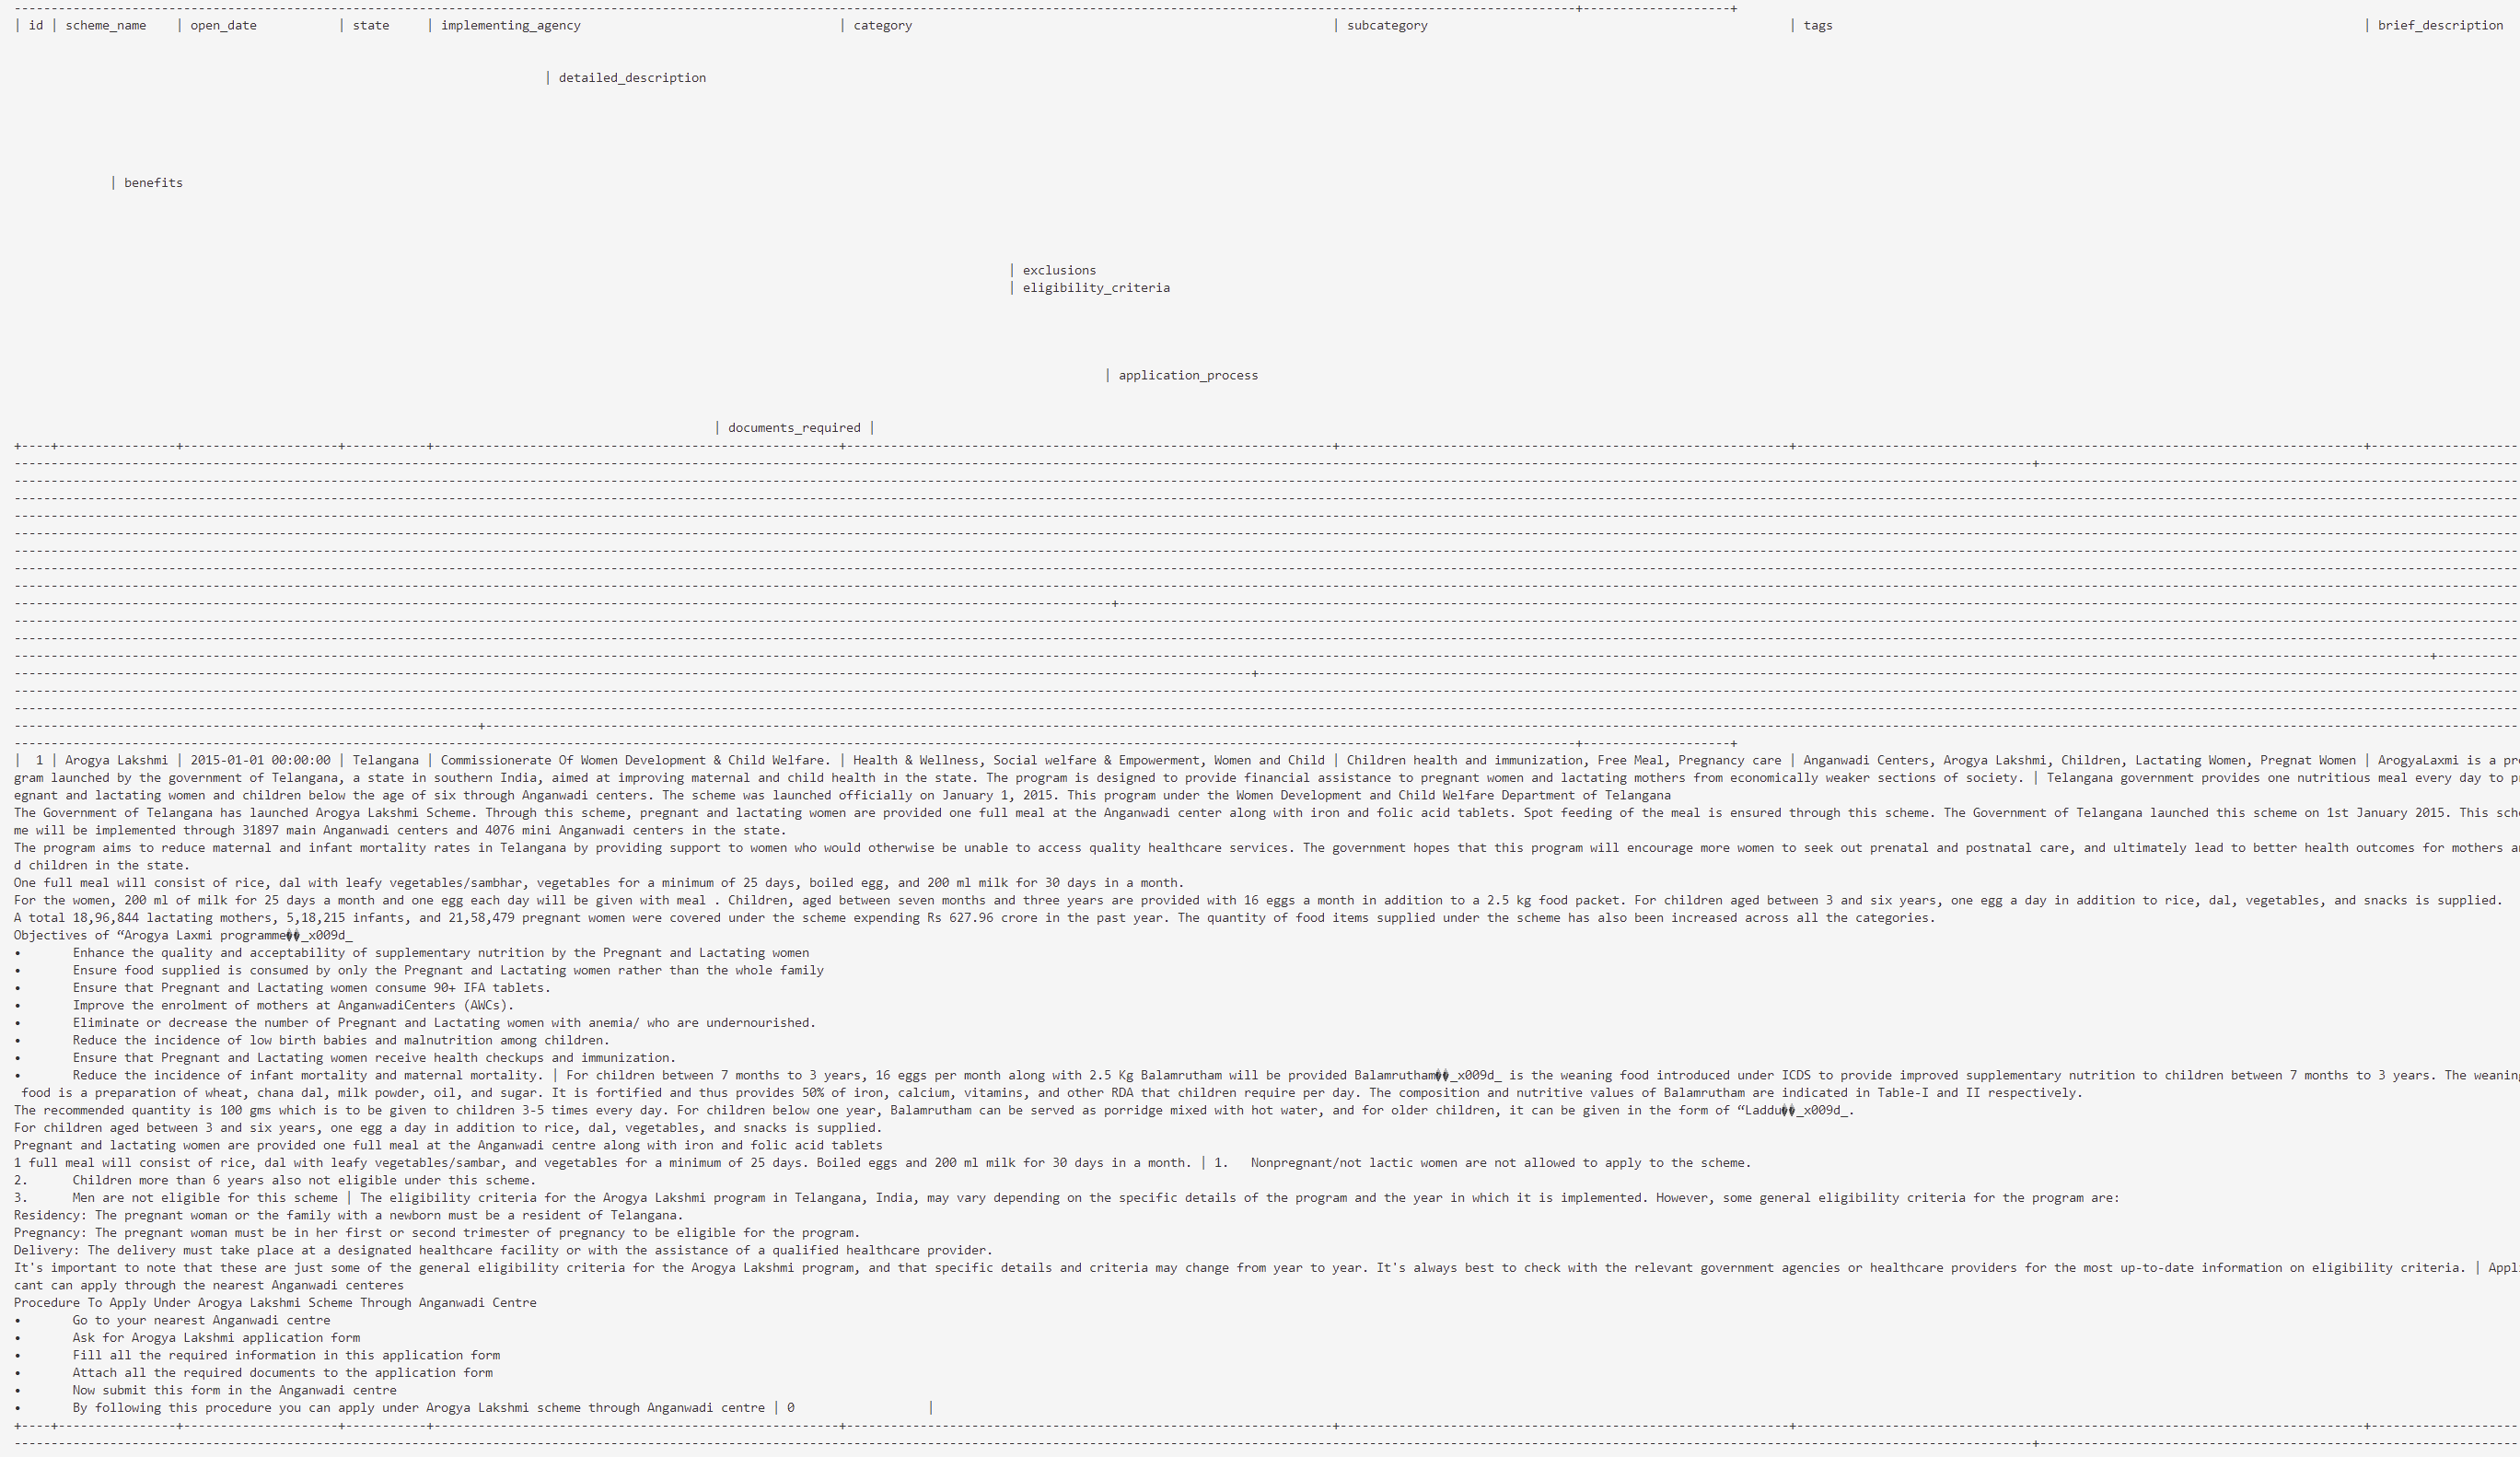 | id | scheme_name | open_date | state | implementing_agency | category | subcategory | tags | brief_description
| detailed_description
| benefits
| exclusions
| eligibility_criteria
| application_process
| documents_required |
| 1 | Arogya Lakshmi | 2015-01-01 00:00:00 | Telangana | Commissionerate Of Women Development & Child Welfare. | Health & Wellness, Social welfare & Empowerment, Women and Child | Children health and immunization, Free Meal, Pregnancy care | Anganwadi Centers, Arogya Lakshmi, Children, Lactating Women, Pregnat Women | ArogyaLaxmi is a pro
gram launched by the government of Telangana, a state in southern India, aimed at improving maternal and child health in the state. The program is designed to provide financial assistance to pregnant women and lactating mothers from economically weaker sections of society. | Telangana government provides one nutritious meal every day to pr
egnant and lactating women and children below the age of six through Anganwadi centers. The scheme was launched officially on January 1, 2015. This program under the Women Development and Child Welfare Department of Telangana
The Government of Telangana has launched Arogya Lakshmi Scheme. Through this scheme, pregnant and lactating women are provided one full meal at the Anganwadi center along with iron and folic acid tablets. Spot feeding of the meal is ensured through this scheme. The Government of Telangana launched this scheme on 1st January 2015. This sche
me will be implemented through 31897 main Anganwadi centers and 4076 mini Anganwadi centers in the state.
The program aims to reduce maternal and infant mortality rates in Telangana by providing support to women who would otherwise be unable to access quality healthcare services. The government hopes that this program will encourage more women to seek out prenatal and postnatal care, and ultimately lead to better health outcomes for mothers an
d children in the state.
One full meal will consist of rice, dal with leafy vegetables/sambhar, vegetables for a minimum of 25 days, boiled egg, and 200 ml milk for 30 days in a month.
For the women, 200 ml of milk for 25 days a month and one egg each day will be given with meal . Children, aged between seven months and three years are provided with 16 eggs a month in addition to a 2.5 kg food packet. For children aged between 3 and six years, one egg a day in addition to rice, dal, vegetables, and snacks is supplied.
A total 18,96,844 lactating mothers, 5,18,215 infants, and 21,58,479 pregnant women were covered under the scheme expending Rs 627.96 crore in the past year. The quantity of food items supplied under the scheme has also been increased across all the categories.
Objectives of “Arogya Laxmi programme��_x009d_
• Enhance the quality and acceptability of supplementary nutrition by the Pregnant and Lactating women
• Ensure food supplied is consumed by only the Pregnant and Lactating women rather than the whole family
• Ensure that Pregnant and Lactating women consume 90+ IFA tablets.
• Improve the enrolment of mothers at AnganwadiCenters (AWCs).
• Eliminate or decrease the number of Pregnant and Lactating women with anemia/ who are undernourished.
• Reduce the incidence of low birth babies and malnutrition among children.
• Ensure that Pregnant and Lactating women receive health checkups and immunization.
• Reduce the incidence of infant mortality and maternal mortality. | For children between 7 months to 3 years, 16 eggs per month along with 2.5 Kg Balamrutham will be provided Balamrutham��_x009d_ is the weaning food introduced under ICDS to provide improved supplementary nutrition to children between 7 months to 3 years. The weaning
food is a preparation of wheat, chana dal, milk powder, oil, and sugar. It is fortified and thus provides 50% of iron, calcium, vitamins, and other RDA that children require per day. The composition and nutritive values of Balamrutham are indicated in Table-I and II respectively.
The recommended quantity is 100 gms which is to be given to children 3-5 times every day. For children below one year, Balamrutham can be served as porridge mixed with hot water, and for older children, it can be given in the form of “Laddu��_x009d_.
For children aged between 3 and six years, one egg a day in addition to rice, dal, vegetables, and snacks is supplied.
Pregnant and lactating women are provided one full meal at the Anganwadi centre along with iron and folic acid tablets
1 full meal will consist of rice, dal with leafy vegetables/sambar, and vegetables for a minimum of 25 days. Boiled eggs and 200 ml milk for 30 days in a month. | 1. Nonpregnant/not lactic women are not allowed to apply to the scheme.
2. Children more than 6 years also not eligible under this scheme.
3. Men are not eligible for this scheme | The eligibility criteria for the Arogya Lakshmi program in Telangana, India, may vary depending on the specific details of the program and the year in which it is implemented. However, some general eligibility criteria for the program are:
Residency: The pregnant woman or the family with a newborn must be a resident of Telangana.
Pregnancy: The pregnant woman must be in her first or second trimester of pregnancy to be eligible for the program.
Delivery: The delivery must take place at a designated healthcare facility or with the assistance of a qualified healthcare provider.
It's important to note that these are just some of the general eligibility criteria for the Arogya Lakshmi program, and that specific details and criteria may change from year to year. It's always best to check with the relevant government agencies or healthcare providers for the most up-to-date information on eligibility criteria. | Appli
cant can apply through the nearest Anganwadi centeres
Procedure To Apply Under Arogya Lakshmi Scheme Through Anganwadi Centre
• Go to your nearest Anganwadi centre
• Ask for Arogya Lakshmi application form
• Fill all the required information in this application form
• Attach all the required documents to the application form
• Now submit this form in the Anganwadi centre
• By following this procedure you can apply under Arogya Lakshmi scheme through Anganwadi centre | 0 |